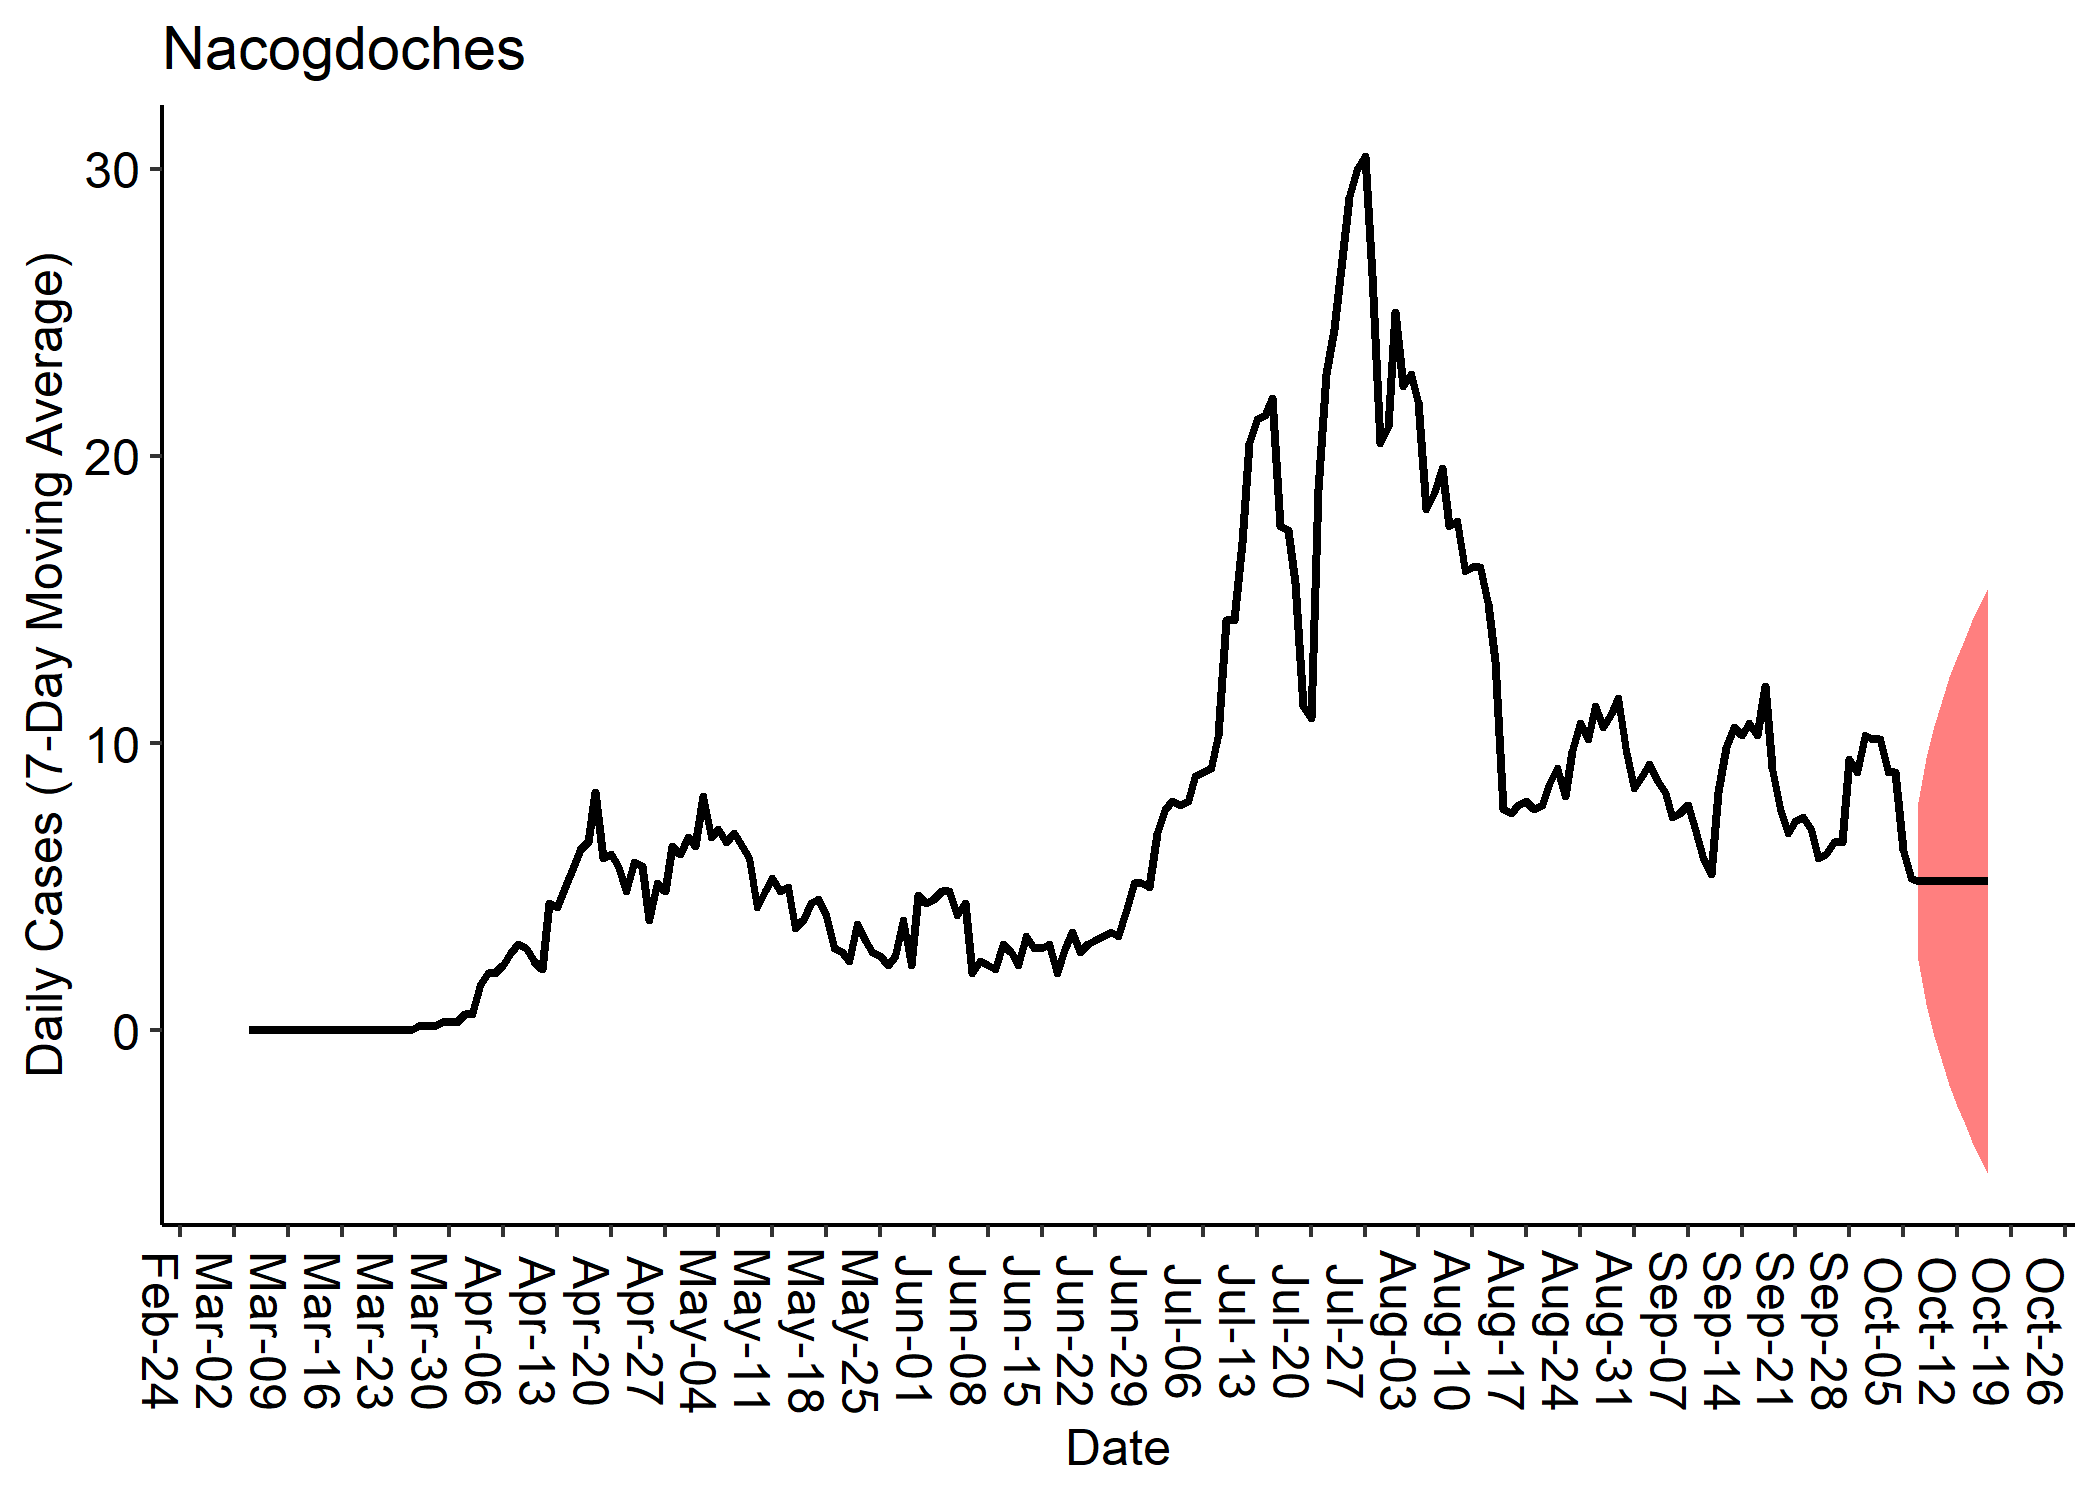 Nacogdoches
Daily Cases (7-Day Moving Average)
30
20
10
0
Feb-24
Mar-02
Mar-09
Mar-16
Mar-23
Mar-30
Apr-06
Apr-13
Apr-20
Apr-27
May-04
May-11
May-18
May-25
Jun-01
Jun-08
Jun-15
Jun-22
Jun-29
Jul-06
Jul-13
Jul-20
Jul-27
Aug-03
Aug-10
Aug-17
Aug-24
Aug-31
Sep-07
Sep-14
Sep-21
Sep-28
Oct-05
Oct-12
Oct-19
Oct-26
Date